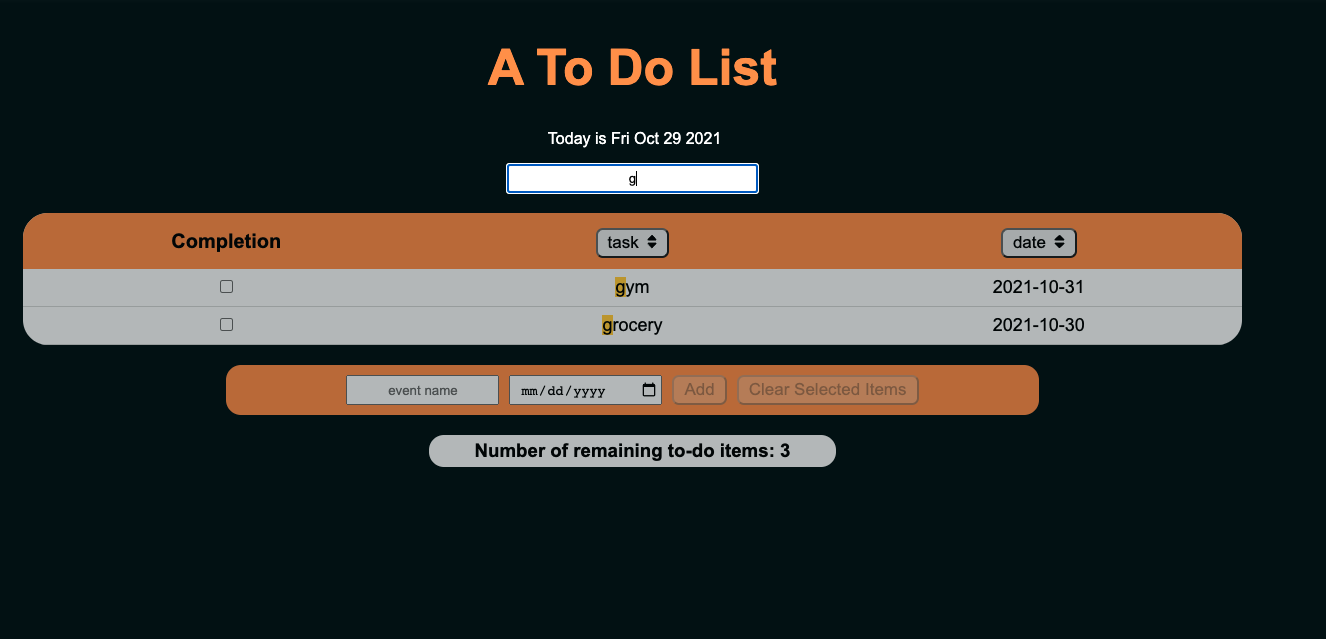 A To Do List
Today is Fri Oct 29 2021
g
Completion task date
gym 2021-10-31
grocery 2021-10-30
event name mm/dd/yyyy Add Clear Selected Items
Number of remaining to-do items: 3